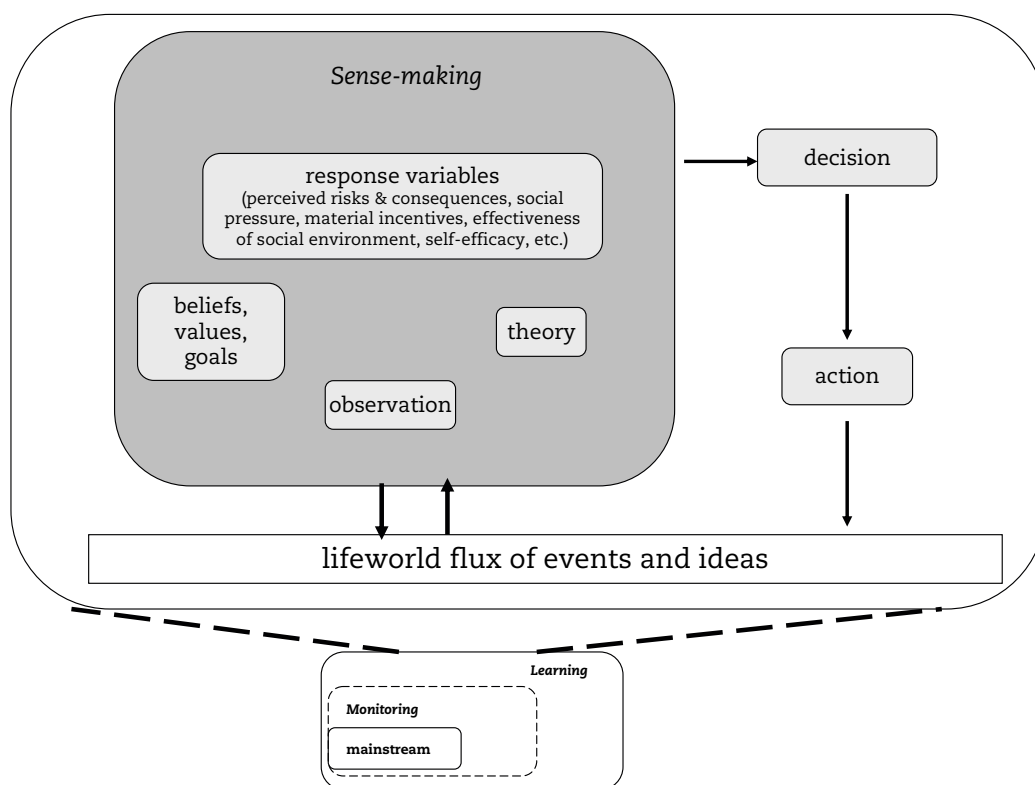 Sense-making
decision
response variables
(perceived risks & consequences, social
pressure, material incentives, effectiveness
of social environment, self-efficacy, etc.)
beliefs,
values,
goals
theory
action
observation
lifeworld flux of events and ideas
Learning
Monitoring
mainstream